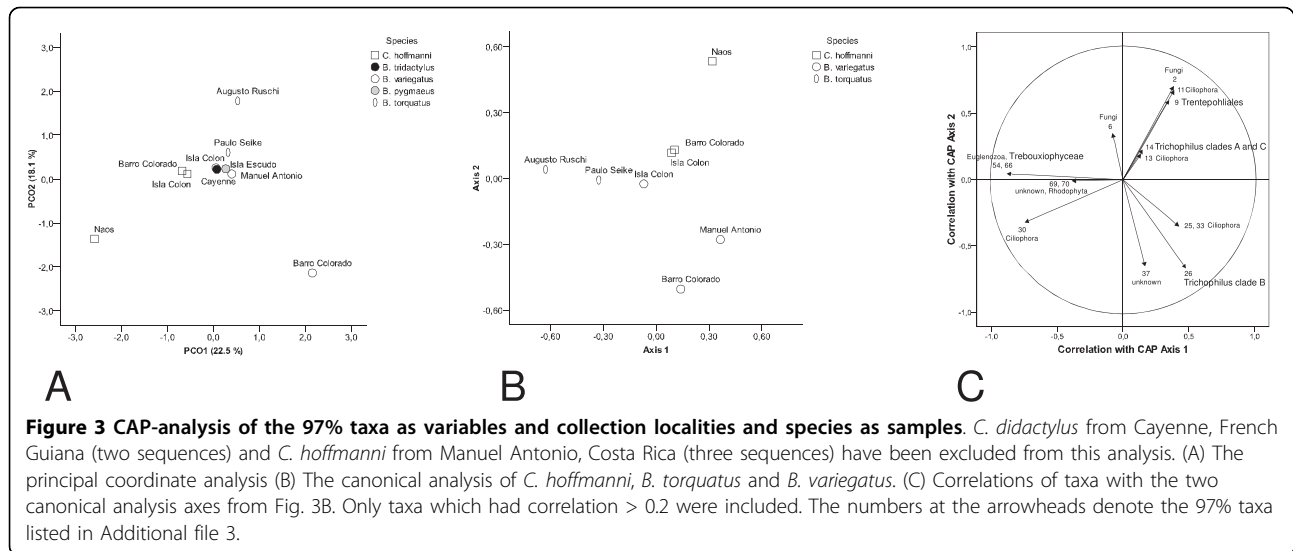 3,0
2,0
1,0
0,0
-1,0
-2,0
-3,0
PCO2 (18.1 %)
-3,0 -2,0 -1,0 0,0 1,0 2,0 3,0
PCO1 (22.5 %)
Species
C. hoffmanni
B. tridactylus
B. variegatus
B. pygmaeus
B. torquatus
Augusto Ruschi
Paulo Seike
Isla Colon
Barro Colorado
Isla Escudo
Isla Colon
Cayenne
Manuel Antonio
Naos
Barro Colorado
A
0,60
0,30
0,00
-0,30
-0,60
Axis 2
-0,60 -0,30 0,00 0,30 0,60
Axis 1
Species
C. hoffmanni
B. variegatus
B. torquatus
Naos
Barro Colorado
Isla Colon
Augusto Ruschi
Paulo Seike
Isla Colon
Manuel Antonio
Barro Colorado
B
1,0
0,5
0,0
-0,5
-1,0
Correlation with CAP Axis 2
-1,0 -0,5 0,0 0,5 1,0
Correlation with CAP Axis 1
Fungi
2
11 Ciliophora
9 Trentepohliales
Fungi
6
14 Trichophilus clades A and C
13 Ciliophora
Euglenozoa, Trebouxiophyceae
54, 66
69, 70
unknown, Rhodophyta
30
Ciliophora
25, 33 Ciliophora
37
unknown
26
Trichophilus clade B
C
Figure 3 CAP-analysis of the 97% taxa as variables and collection localities and species as samples. C. didactylus from Cayenne, French
Guiana (two sequences) and C. hoffmanni from Manuel Antonio, Costa Rica (three sequences) have been excluded from this analysis. (A) The
principal coordinate analysis (B) The canonical analysis of C. hoffmanni, B. torquatus and B. variegatus. (C) Correlations of taxa with the two
canonical analysis axes from Fig. 3B. Only taxa which had correlation > 0.2 were included. The numbers at the arrowheads denote the 97% taxa
listed in Additional file 3.